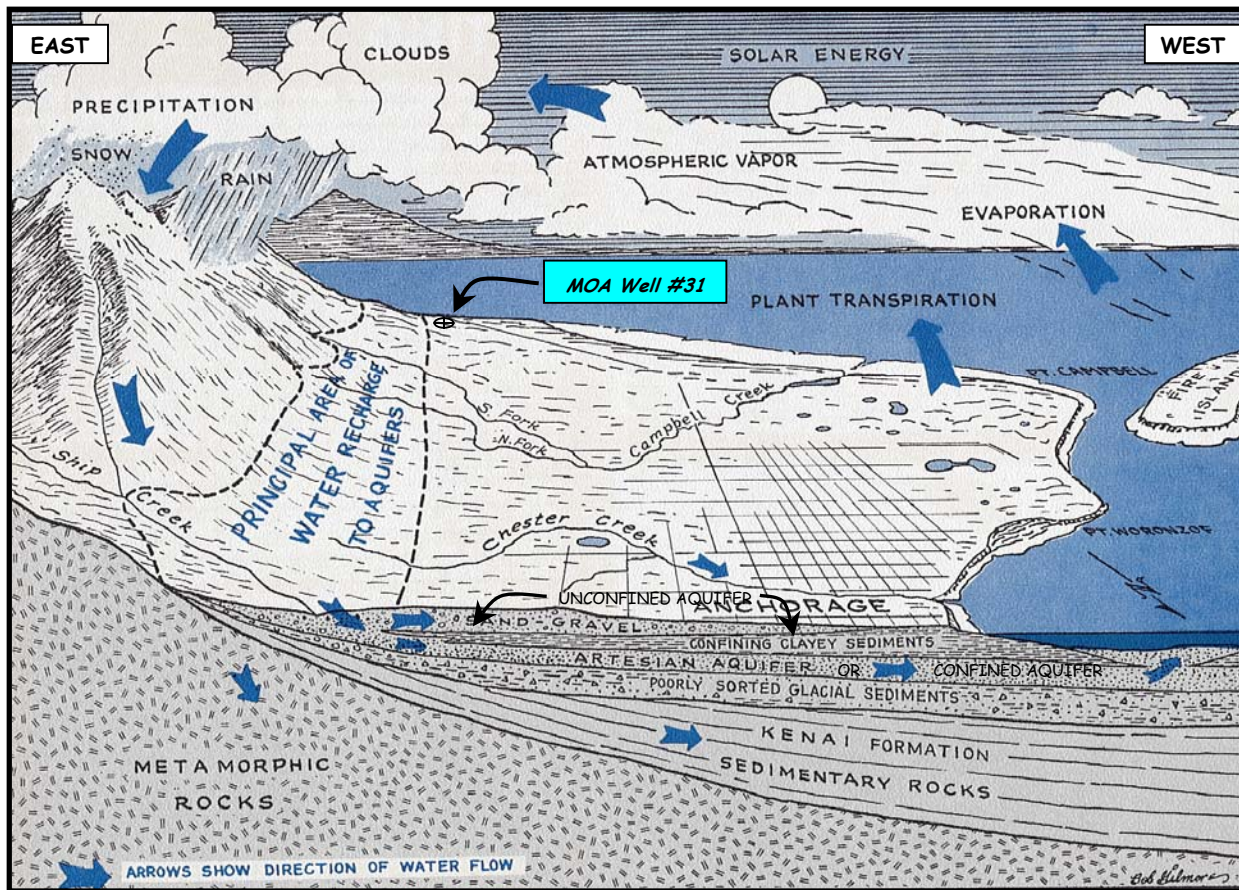 EAST
WEST
CLOUDS
SOLAR ENERGY
PRECIPITATION
SNOW
RAIN
ATMOSPHERIC VAPOR
EVAPORATION
MOA Well #31
PLANT TRANSPIRATION
PT. CAMPBELL
FIRE
ISLAND
PRINCIPAL AREA OF
WATER RECHARGE
TO AQUIFERS
S. Fork
N. Fork
Campbell Creek
Ship
Creek
Chester Creek
PT. WORONZOF
UNCONFINED AQUIFER
ANCHORAGE
SAND-GRAVEL
CONFINING CLAYEY SEDIMENTS
ARTESIAN AQUIFER OR CONFINED AQUIFER
POORLY SORTED GLACIAL SEDIMENTS
KENAI FORMATION
SEDIMENTARY ROCKS
METAMORPHIC
ROCKS
ARROWS SHOW DIRECTION OF WATER FLOW
Bob Gilmore